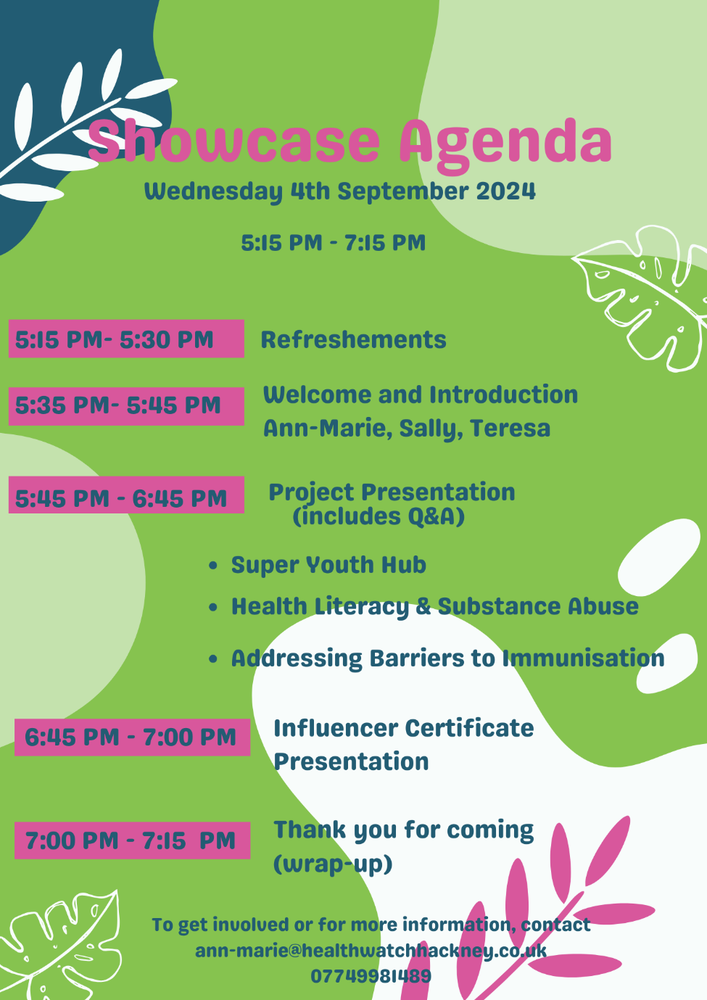 Showcase Agenda
Wednesday 4th September 2024
5:15 PM - 7:15 PM
5:15 PM- 5:30 PM
Refreshements
5:35 PM- 5:45 PM
Welcome and Introduction
Ann-Marie, Sally, Teresa
5:45 PM - 6:45 PM
Project Presentation
(includes Q&A)
• Super Youth Hub
• Health Literacy & Substance Abuse
• Addressing Barriers to Immunisation
6:45 PM - 7:00 PM
Influencer Certificate
Presentation
7:00 PM - 7:15 PM
Thank you for coming
(wrap-up)
To get involved or for more information, contact
ann-marie@healthwatchhackney.co.uk
07749981489